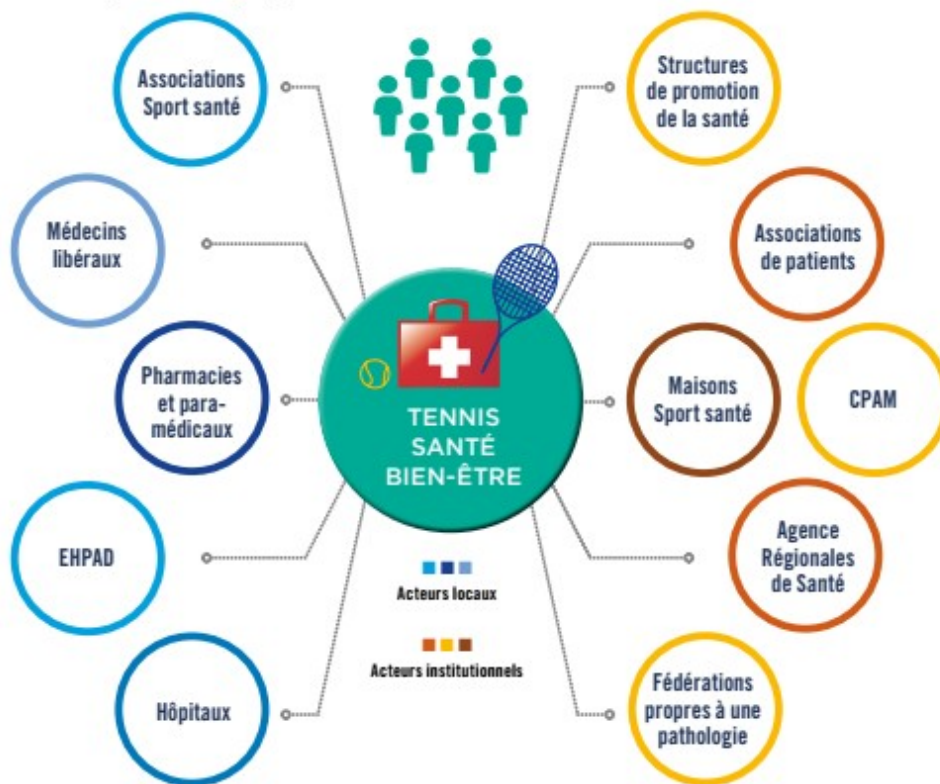 Associations
Sport santé
Structures
de promotion
de la santé
Médecins
libéraux
Associations
de patients
Pharmacies
et para-
médicaux
TENNIS
SANTÉ
BIEN-ÊTRE
Maisons
Sport santé
CPAM
EHPAD
Agence
Régionales
de Santé
Acteurs locaux
Acteurs institutionnels
Hôpitaux
Fédérations
propres à une
pathologie